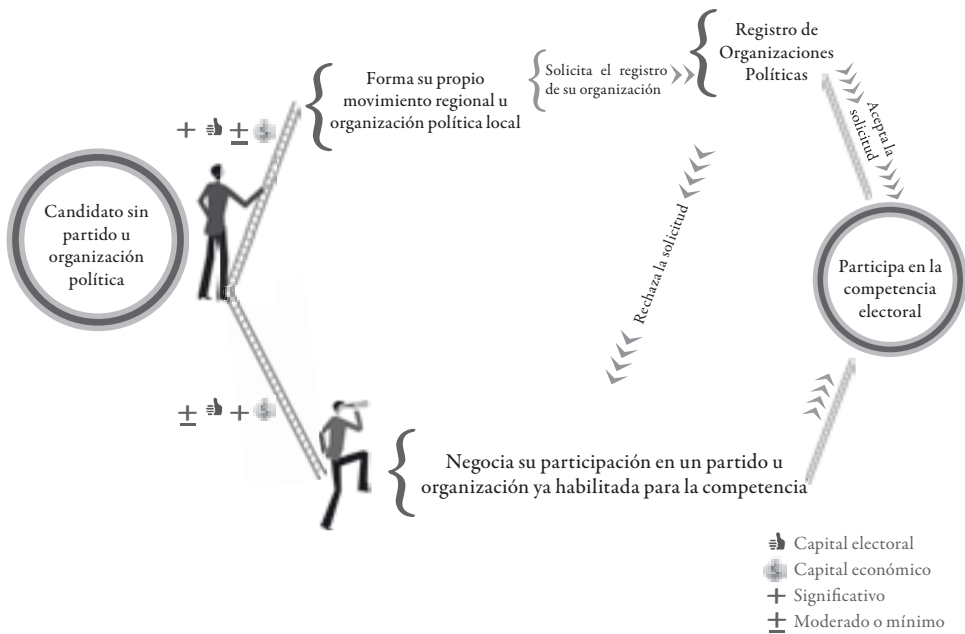 Candidato sin
partido u
organización
política
+ ±
Forma su propio
movimiento regional u
organización política local
Solicita el registro
de su organización
Registro de
Organizaciones
Políticas
Acepta la
solicitud
Rechaza la solicitud
Participa en la
competencia
electoral
± +
Negocia su participación en un partido u
organización ya habilitada para la competencia
Capital electoral
Capital económico
+ Significativo
± Moderado o mínimo